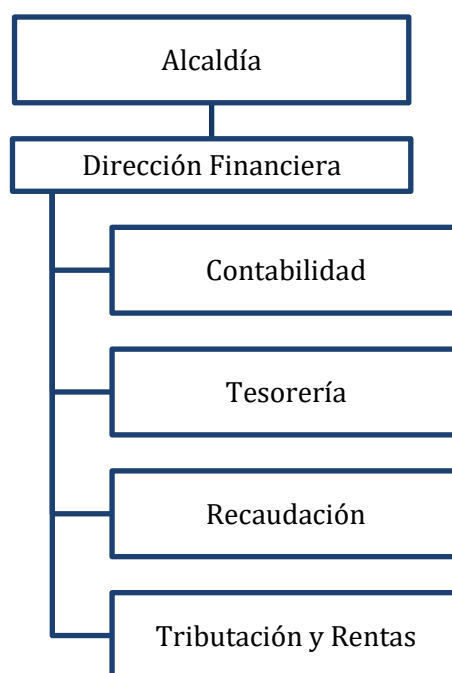 Alcaldía
Dirección Financiera
Contabilidad
Tesorería
Recaudación
Tributación y Rentas